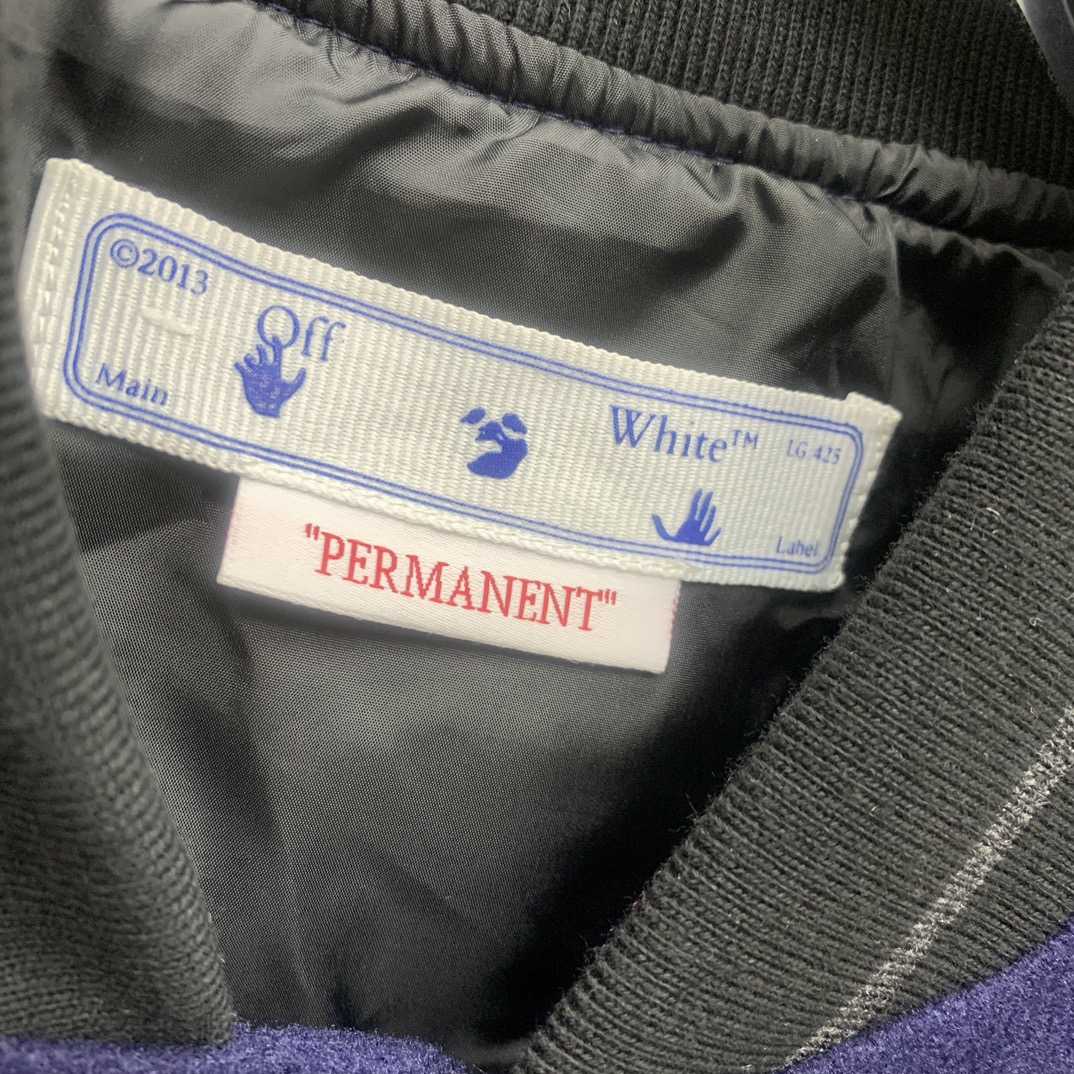 ©2013
Off
White™
LG 425
Main
Label
"PERMANENT"